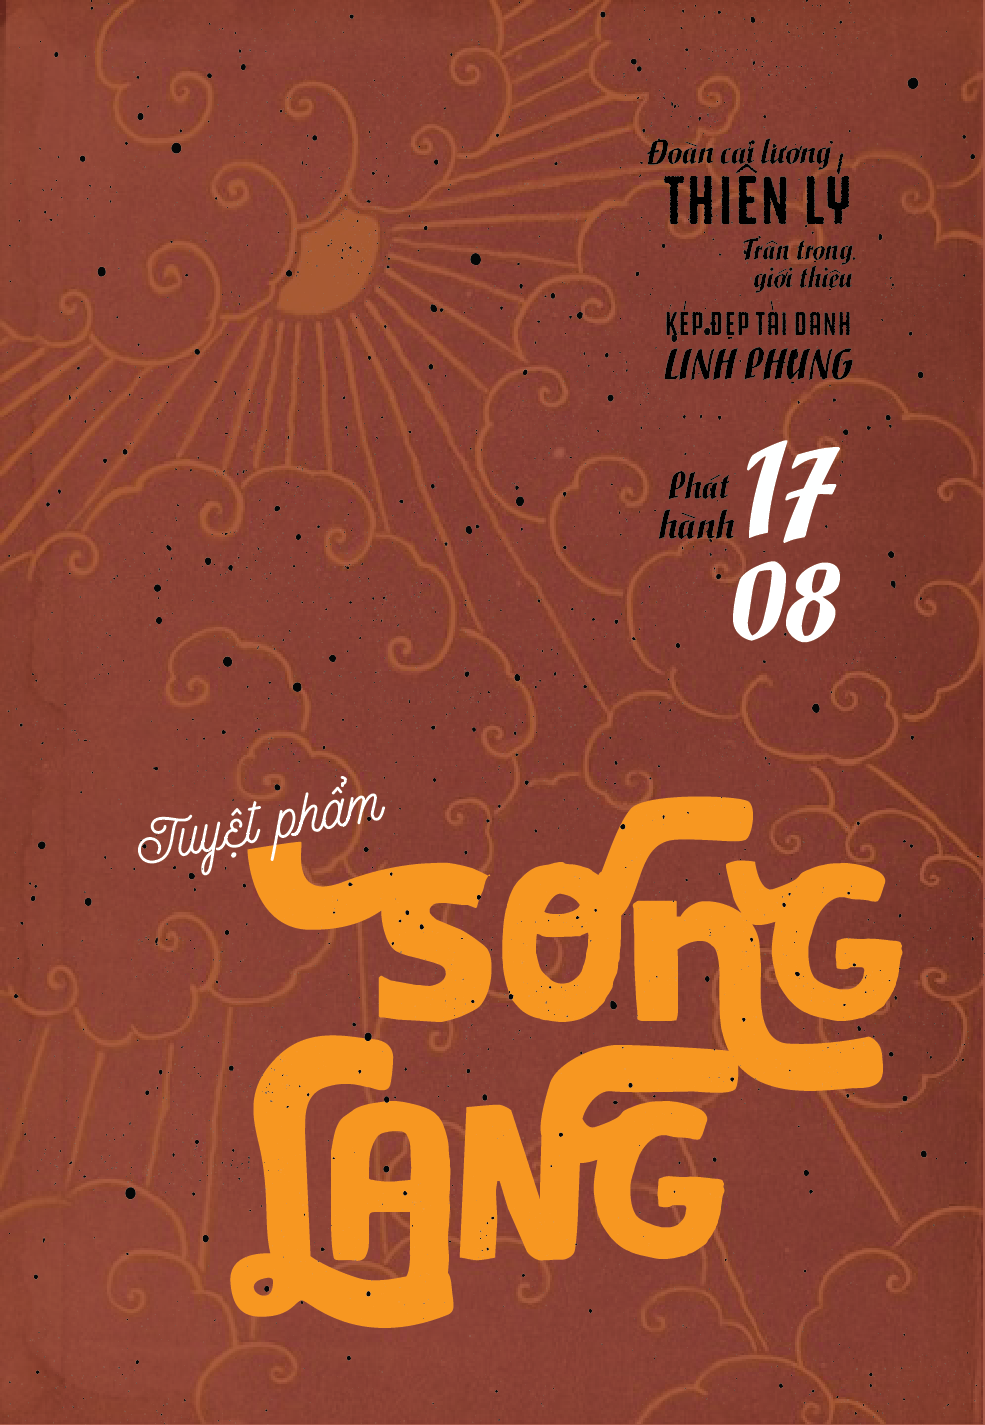 Đoàn cải lương
THIÊN LÝ
Trân trọng
giới thiệu
KÉP ĐẸP TÀI DANH
LINH PHỤNG
Phát
hành
17
08
Tuyệt phẩm
SONG
LANG